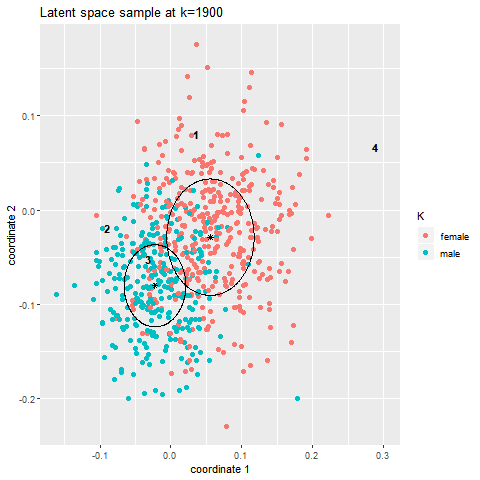 Latent space sample at k=1900
coordinate 2
0.1
0.0
-0.1
-0.2
1
4
2
3
*
*
-0.1
0.0
0.1
0.2
0.3
coordinate 1
K
female
male